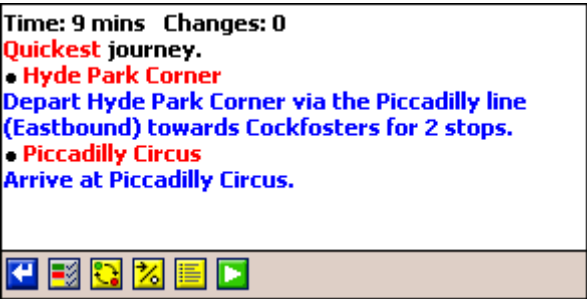 Time: 9 mins Changes: 0
Quickest journey.
• Hyde Park Corner
Depart Hyde Park Corner via the Piccadilly line
(Eastbound) towards Cockfosters for 2 stops.
• Piccadilly Circus
Arrive at Piccadilly Circus.